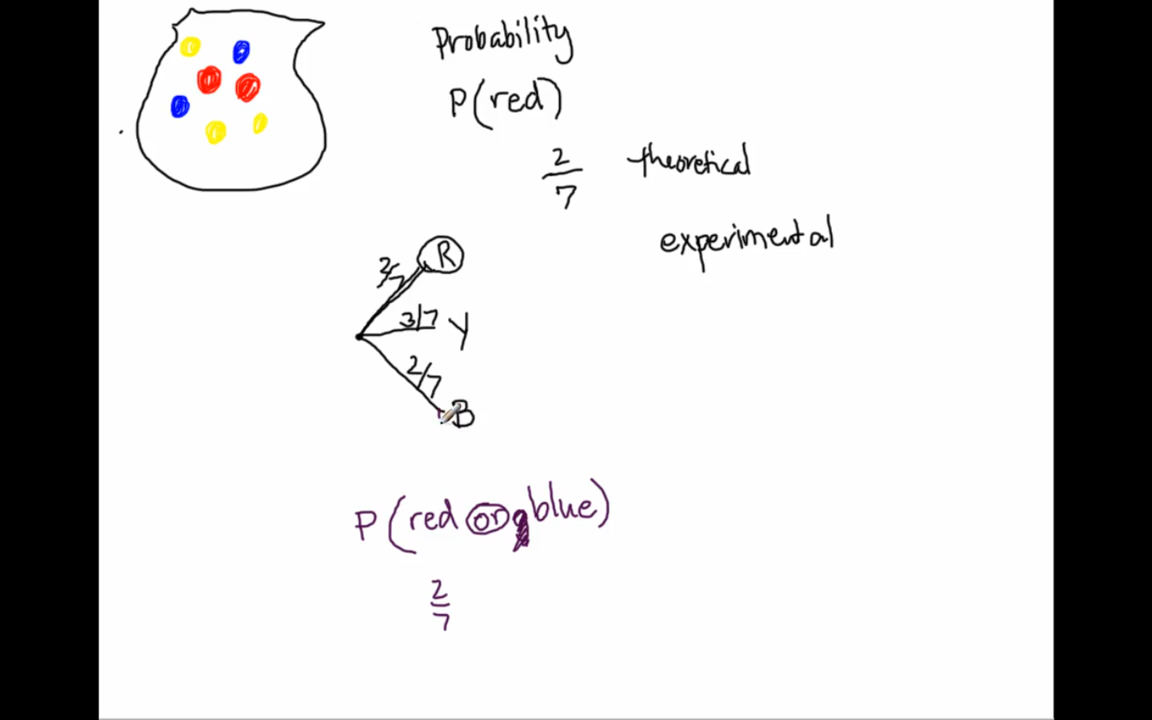 Probability
P(red)
2/7 theoretical
experimental
2/7 R
3/7 Y
2/7 B
P(red or blue)
2/7